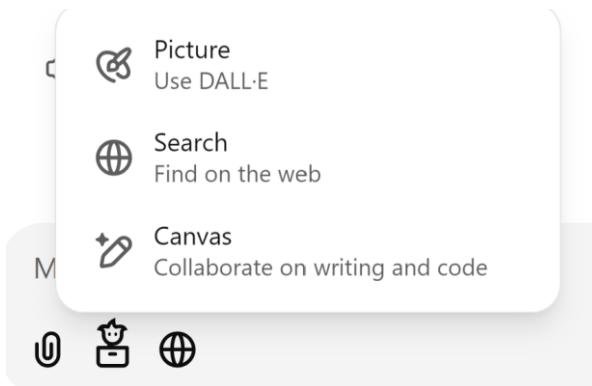 Picture
Use DALL·E
Search
Find on the web
Canvas
Collaborate on writing and code
M